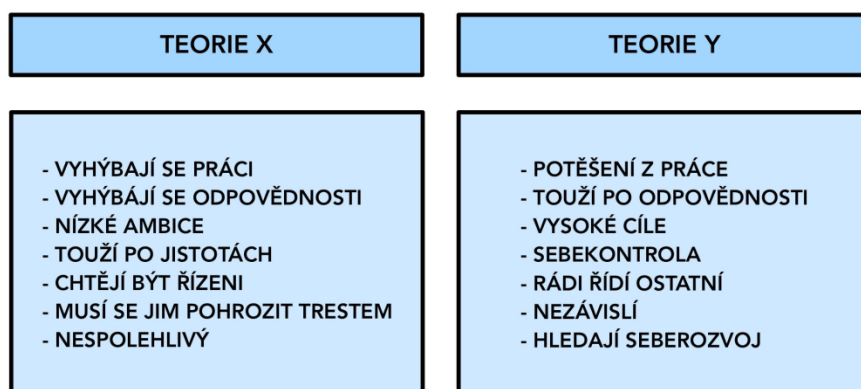 TEORIE X
- VYHÝBAJÍ SE PRÁCI
- VYHÝBÁJÍ SE ODPOVĚDNOSTI
- NÍZKÉ AMBICE
- TOUŽÍ PO JISTOTÁCH
- CHTĚJÍ BÝT ŘÍZENI
- MUSÍ SE JIM POHROZIT TRESTEM
- NESPOLEHLIVÝ
TEORIE Y
- POTĚŠENÍ Z PRÁCE
- TOUŽÍ PO ODPOVĚDNOSTI
- VYSOKÉ CÍLE
- SEBEKONTROLA
- RÁDI ŘÍDÍ OSTATNÍ
- NEZÁVISLÍ
- HLEDAJÍ SEBEROZVOJ